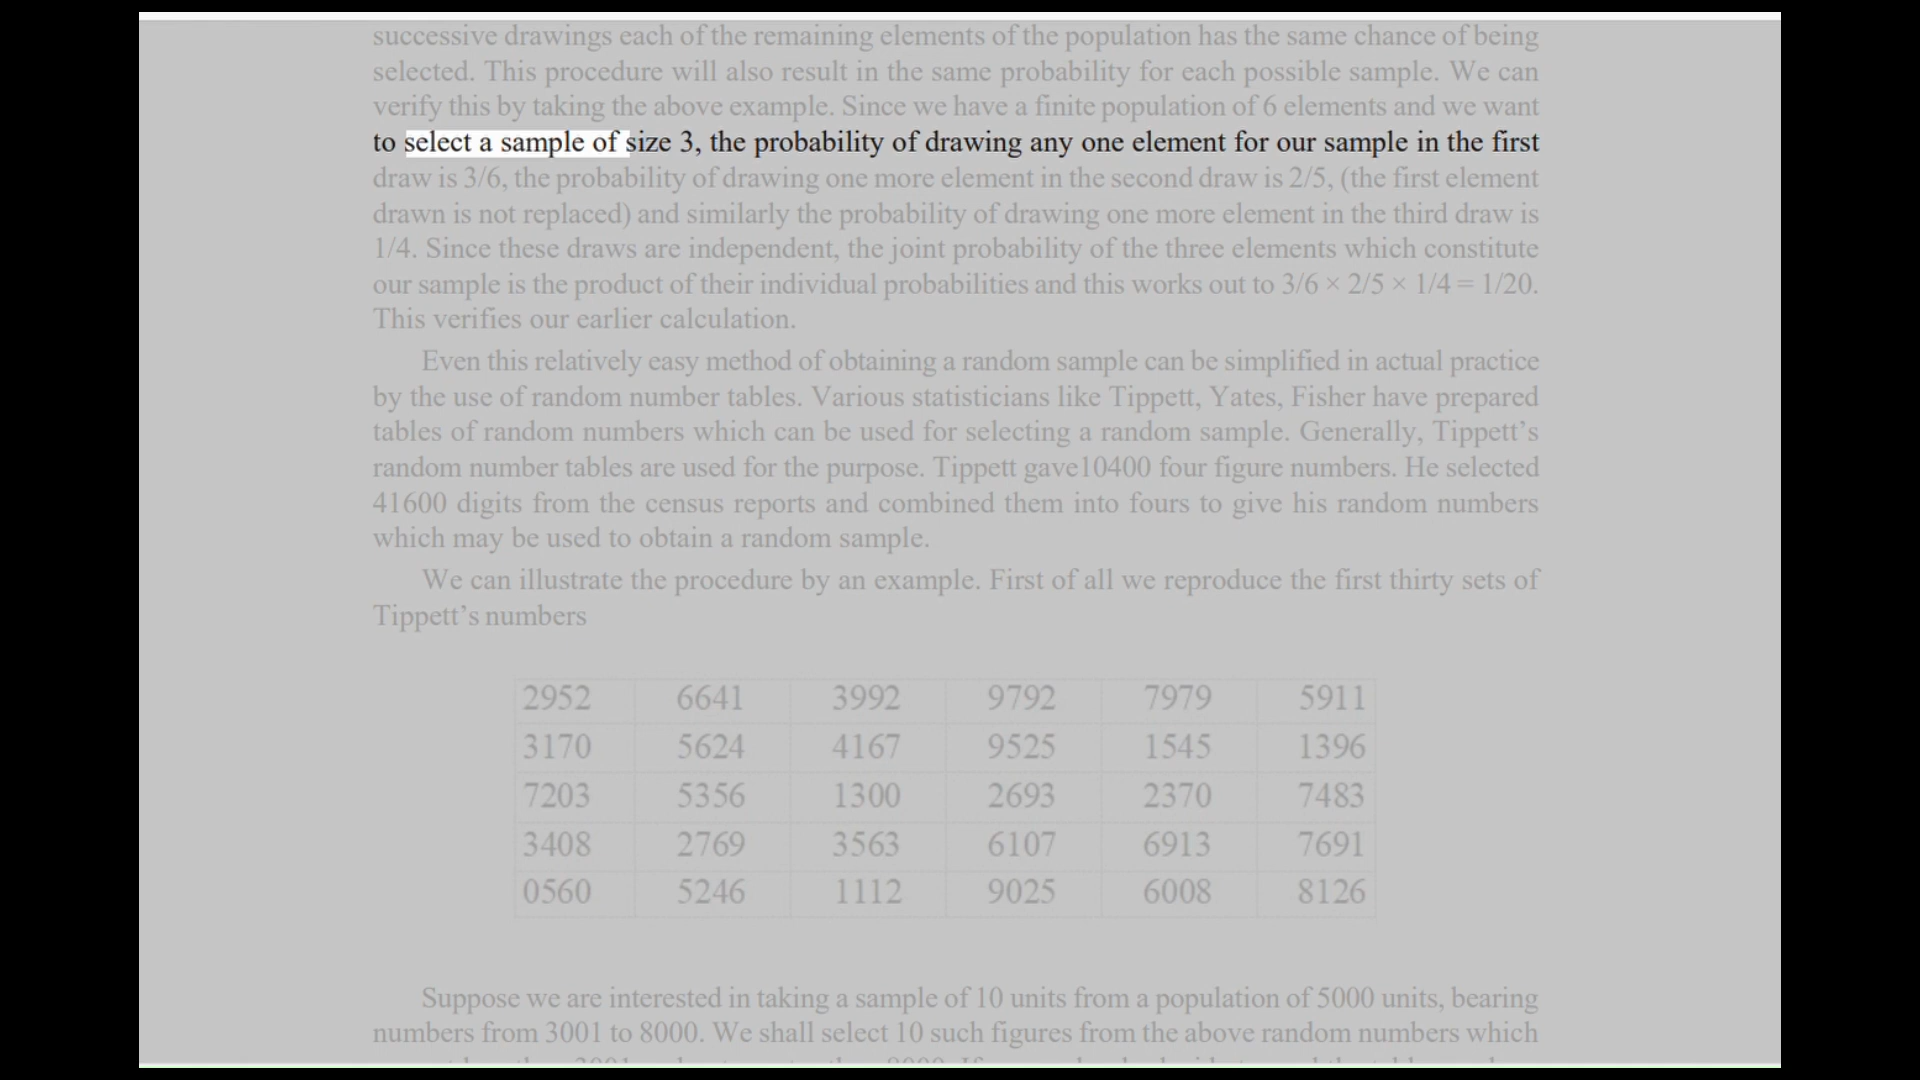 successive drawings each of the remaining elements of the population has the same chance of being
selected. This procedure will also result in the same probability for each possible sample. We can
verify this by taking the above example. Since we have a finite population of 6 elements and we want
to select a sample of size 3, the probability of drawing any one element for our sample in the first
draw is 3/6, the probability of drawing one more element in the second draw is 2/5, (the first element
drawn is not replaced) and similarly the probability of drawing one more element in the third draw is
1/4. Since these draws are independent, the joint probability of the three elements which constitute
our sample is the product of their individual probabilities and this works out to 3/6 × 2/5 × 1/4 = 1/20.
This verifies our earlier calculation.
Even this relatively easy method of obtaining a random sample can be simplified in actual practice
by the use of random number tables. Various statisticians like Tippett, Yates, Fisher have prepared
tables of random numbers which can be used for selecting a random sample. Generally, Tippett’s
random number tables are used for the purpose. Tippett gave10400 four figure numbers. He selected
41600 digits from the census reports and combined them into fours to give his random numbers
which may be used to obtain a random sample.
We can illustrate the procedure by an example. First of all we reproduce the first thirty sets of
Tippett’s numbers
2952 6641 3992 9792 7979 5911
3170 5624 4167 9525 1545 1396
7203 5356 1300 2693 2370 7483
3408 2769 3563 6107 6913 7691
0560 5246 1112 9025 6008 8126
Suppose we are interested in taking a sample of 10 units from a population of 5000 units, bearing
numbers from 3001 to 8000. We shall select 10 such figures from the above random numbers which